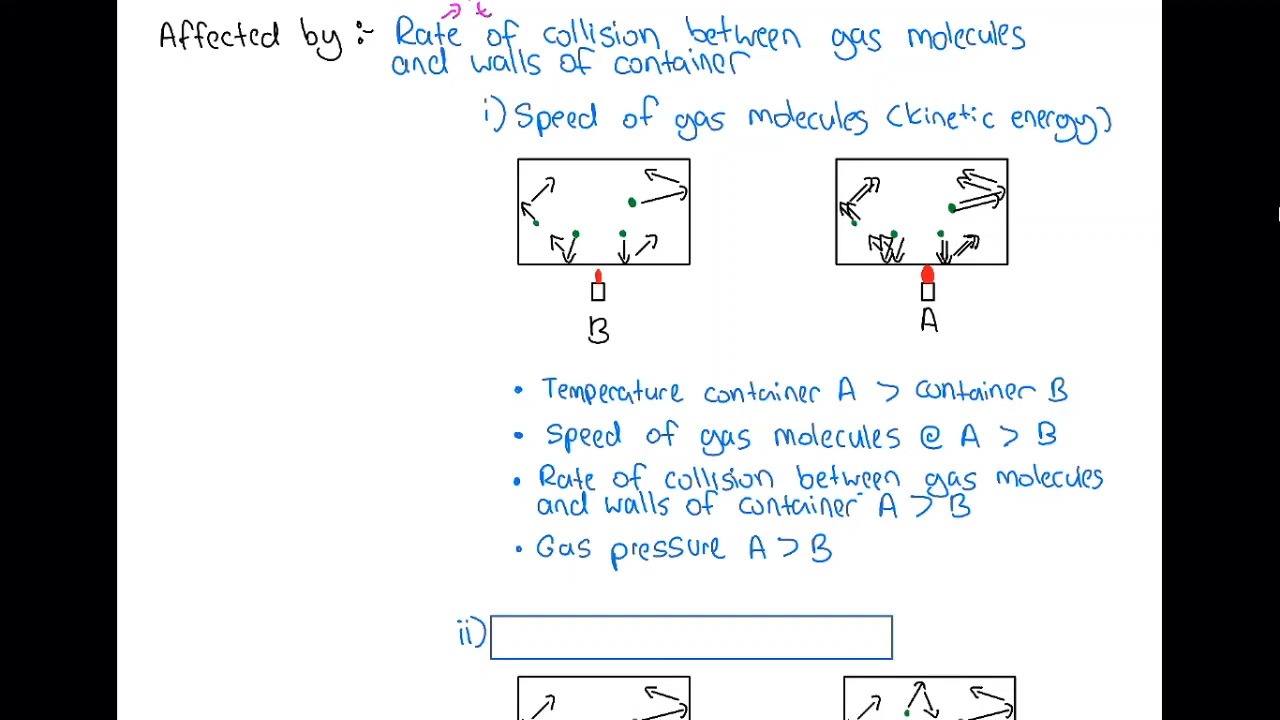 Affected by :- Rate of collision between gas molecules
and walls of container
i) Speed of gas molecules (kinetic energy)
B
A
• Temperature container A > container B
• Speed of gas molecules @ A > B
• Rate of collision between gas molecules
and walls of container A > B
• Gas pressure A > B
ii)